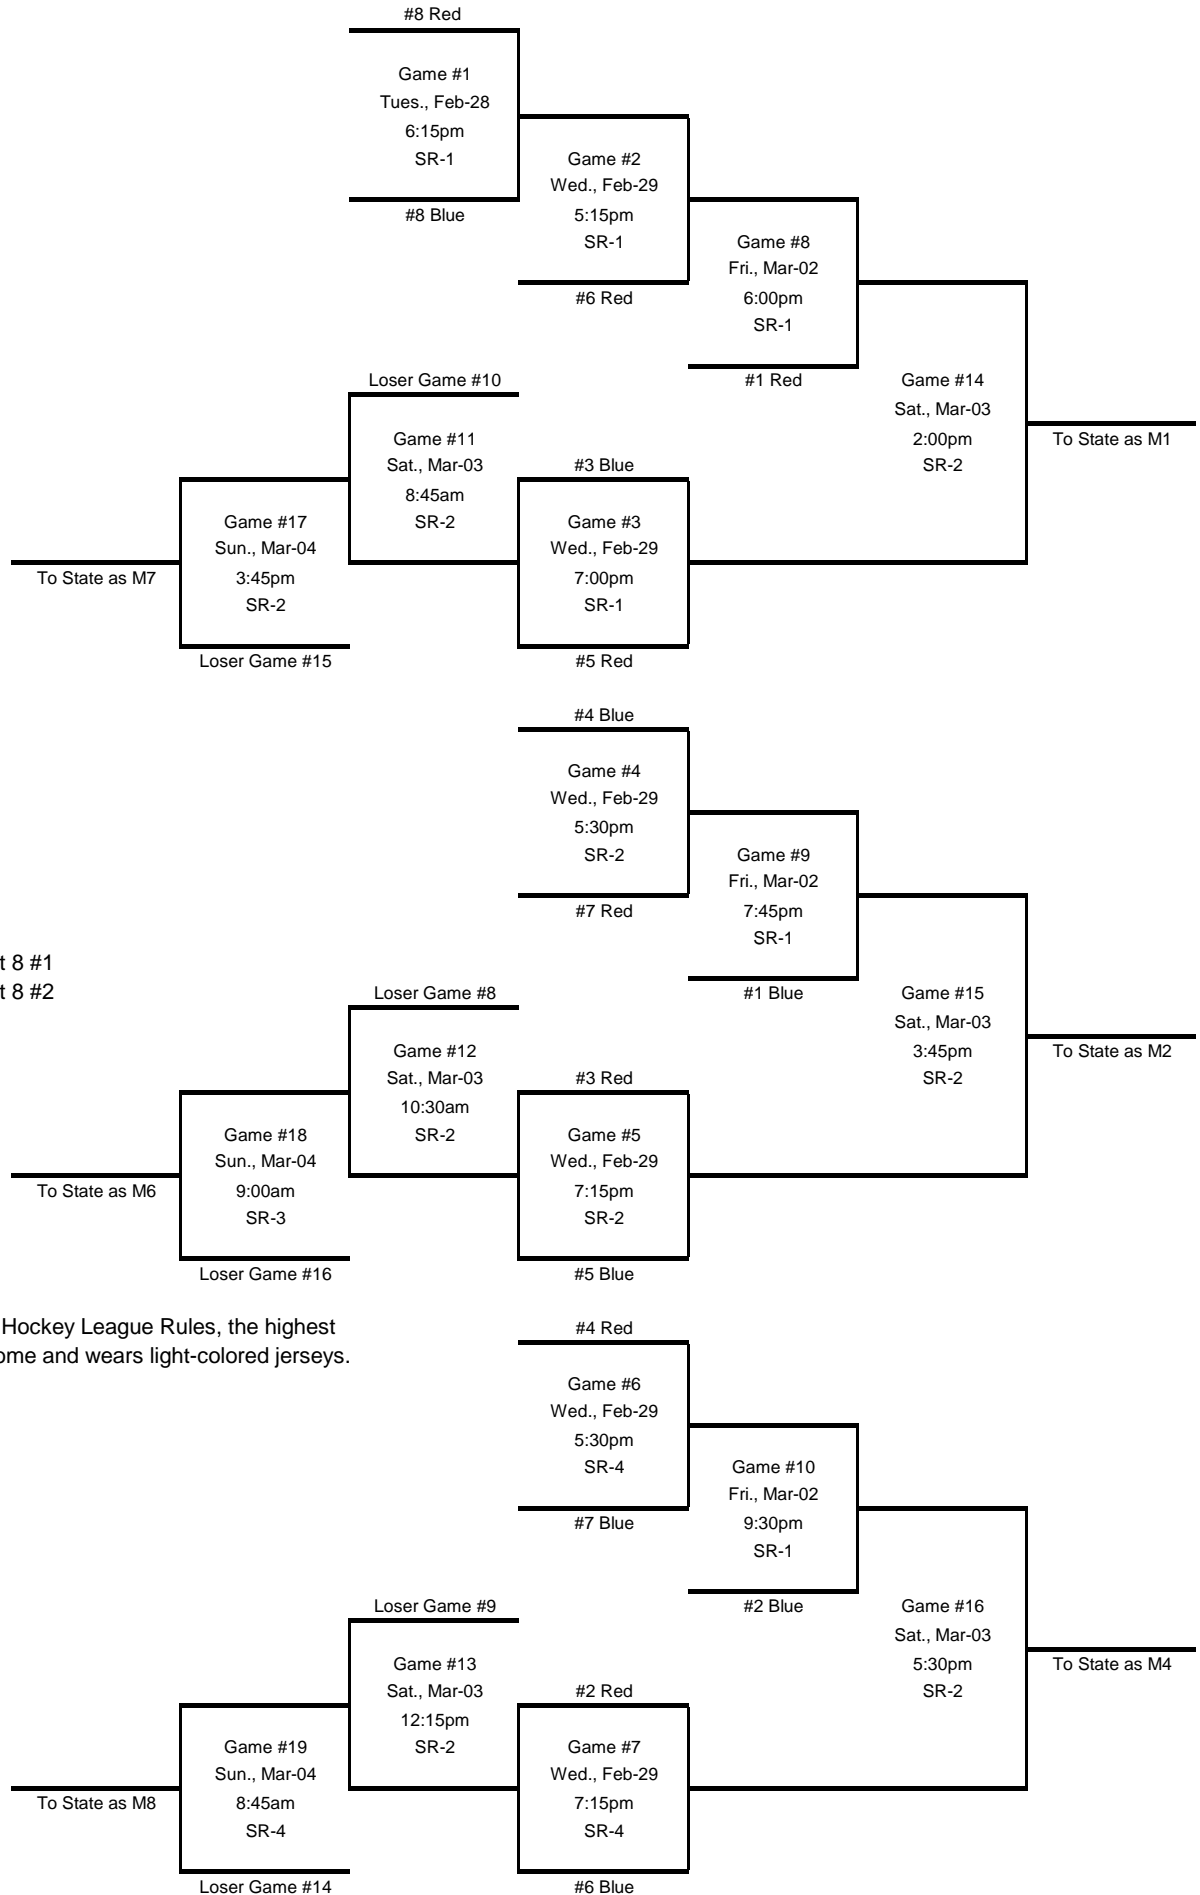 #8 Red
Game #1
Tues., Feb-28
6:15pm
SR-1
#8 Blue
Game #2
Wed., Feb-29
5:15pm
SR-1
#6 Red
Game #8
Fri., Mar-02
6:00pm
SR-1
#1 Red
Game #14
Sat., Mar-03
2:00pm
SR-2
To State as M1
Loser Game #10
Game #11
Sat., Mar-03
8:45am
SR-2
#3 Blue
Game #3
Wed., Feb-29
7:00pm
SR-1
#5 Red
Game #17
Sun., Mar-04
3:45pm
SR-2
To State as M7
Loser Game #15
#4 Blue
Game #4
Wed., Feb-29
5:30pm
SR-2
#7 Red
Game #9
Fri., Mar-02
7:45pm
SR-1
#1 Blue
t 8 #1
t 8 #2
Game #15
Sat., Mar-03
3:45pm
SR-2
To State as M2
Loser Game #8
Game #12
Sat., Mar-03
10:30am
SR-2
#3 Red
Game #5
Wed., Feb-29
7:15pm
SR-2
#5 Blue
Game #18
Sun., Mar-04
9:00am
SR-3
To State as M6
Loser Game #16
Hockey League Rules, the highest
ome and wears light-colored jerseys.
#4 Red
Game #6
Wed., Feb-29
5:30pm
SR-4
#7 Blue
Game #10
Fri., Mar-02
9:30pm
SR-1
#2 Blue
Game #16
Sat., Mar-03
5:30pm
SR-2
To State as M4
Loser Game #9
Game #13
Sat., Mar-03
12:15pm
SR-2
#2 Red
Game #7
Wed., Feb-29
7:15pm
SR-4
#6 Blue
Game #19
Sun., Mar-04
8:45am
SR-4
To State as M8
Loser Game #14